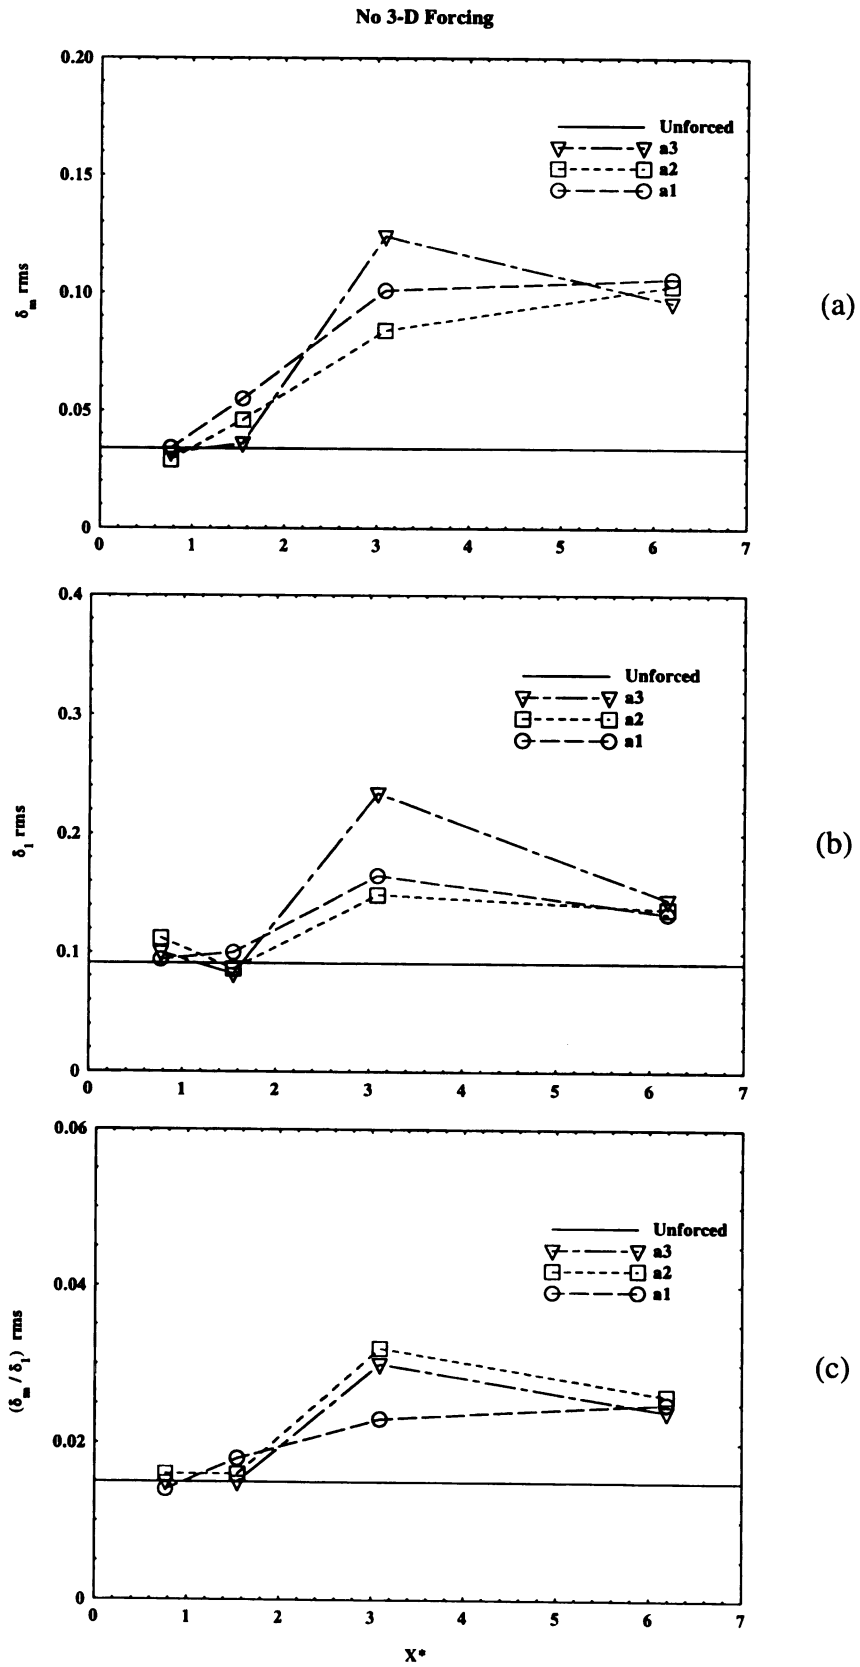 No 3-D Forcing
0.20
0.15
0.10
0.05
0
δm rms
Unforced
a3
a2
a1
(a)
0 1 2 3 4 5 6 7
0.4
0.3
0.2
0.1
0
δ1 rms
Unforced
a3
a2
a1
(b)
0 1 2 3 4 5 6 7
0.06
0.04
0.02
0
(δm / δ1) rms
Unforced
a3
a2
a1
(c)
0 1 2 3 4 5 6 7
X*